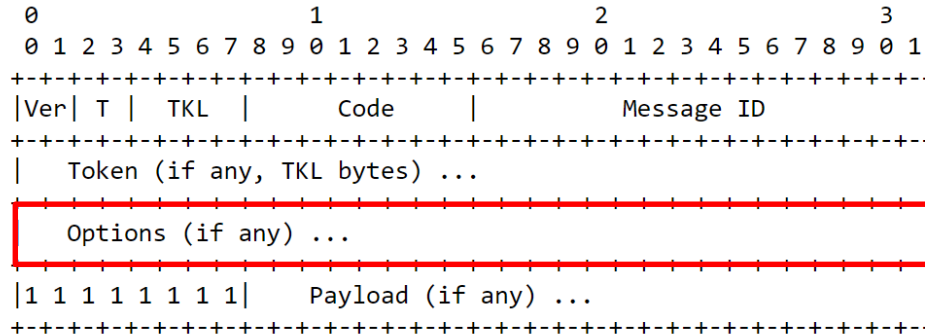 0                   1                   2                   3
0 1 2 3 4 5 6 7 8 9 0 1 2 3 4 5 6 7 8 9 0 1 2 3 4 5 6 7 8 9 0 1
+-+-+-+-+-+-+-+-+-+-+-+-+-+-+-+-+-+-+-+-+-+-+-+-+-+-+-+-+-+-+-+-
|Ver| T |  TKL  |      Code     |          Message ID
+-+-+-+-+-+-+-+-+-+-+-+-+-+-+-+-+-+-+-+-+-+-+-+-+-+-+-+-+-+-+-+-
|   Token (if any, TKL bytes) ...
+-+-+-+-+-+-+-+-+-+-+-+-+-+-+-+-+-+-+-+-+-+-+-+-+-+-+-+-+-+-+-+-
|   Options (if any) ...
+-+-+-+-+-+-+-+-+-+-+-+-+-+-+-+-+-+-+-+-+-+-+-+-+-+-+-+-+-+-+-+-
|1 1 1 1 1 1 1 1|    Payload (if any) ...
+-+-+-+-+-+-+-+-+-+-+-+-+-+-+-+-+-+-+-+-+-+-+-+-+-+-+-+-+-+-+-+-